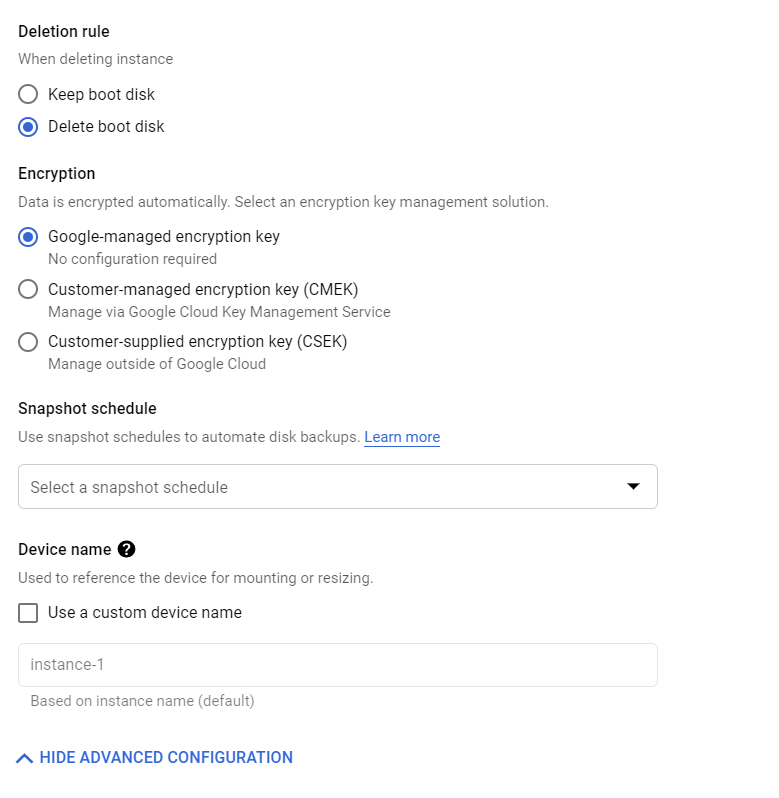 Deletion rule
When deleting instance
Keep boot disk
Delete boot disk
Encryption
Data is encrypted automatically. Select an encryption key management solution.
Google-managed encryption key
No configuration required
Customer-managed encryption key (CMEK)
Manage via Google Cloud Key Management Service
Customer-supplied encryption key (CSEK)
Manage outside of Google Cloud
Snapshot schedule
Use snapshot schedules to automate disk backups. Learn more
Select a snapshot schedule
Device name ?
Used to reference the device for mounting or resizing.
Use a custom device name
instance-1
Based on instance name (default)
HIDE ADVANCED CONFIGURATION